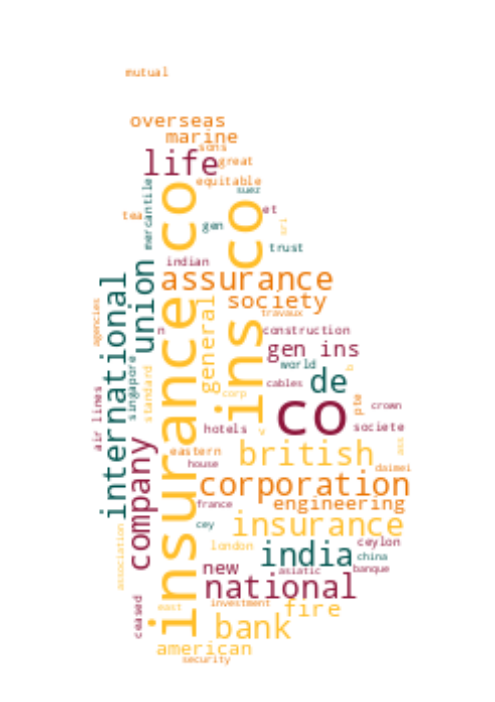 mutual
overseas
marine
sons
life
great
equitable
suez
mercantile
tea
et
gen
sri
trust
insurance co
ins co
indian
union
assurance
international
society
general
agencies
travaux
n
construction
gen ins
singapore
world
standard
de
b
cables
corp
co
pte
crown
air lines
hotels
v
societe
company
british
ass
eastern
house
daimei
corporation
france
engineering
cey
insurance
association
london
india
ceylon
china
new
asiatic
banque
national
ceased
east
investment
fire
bank
american
security